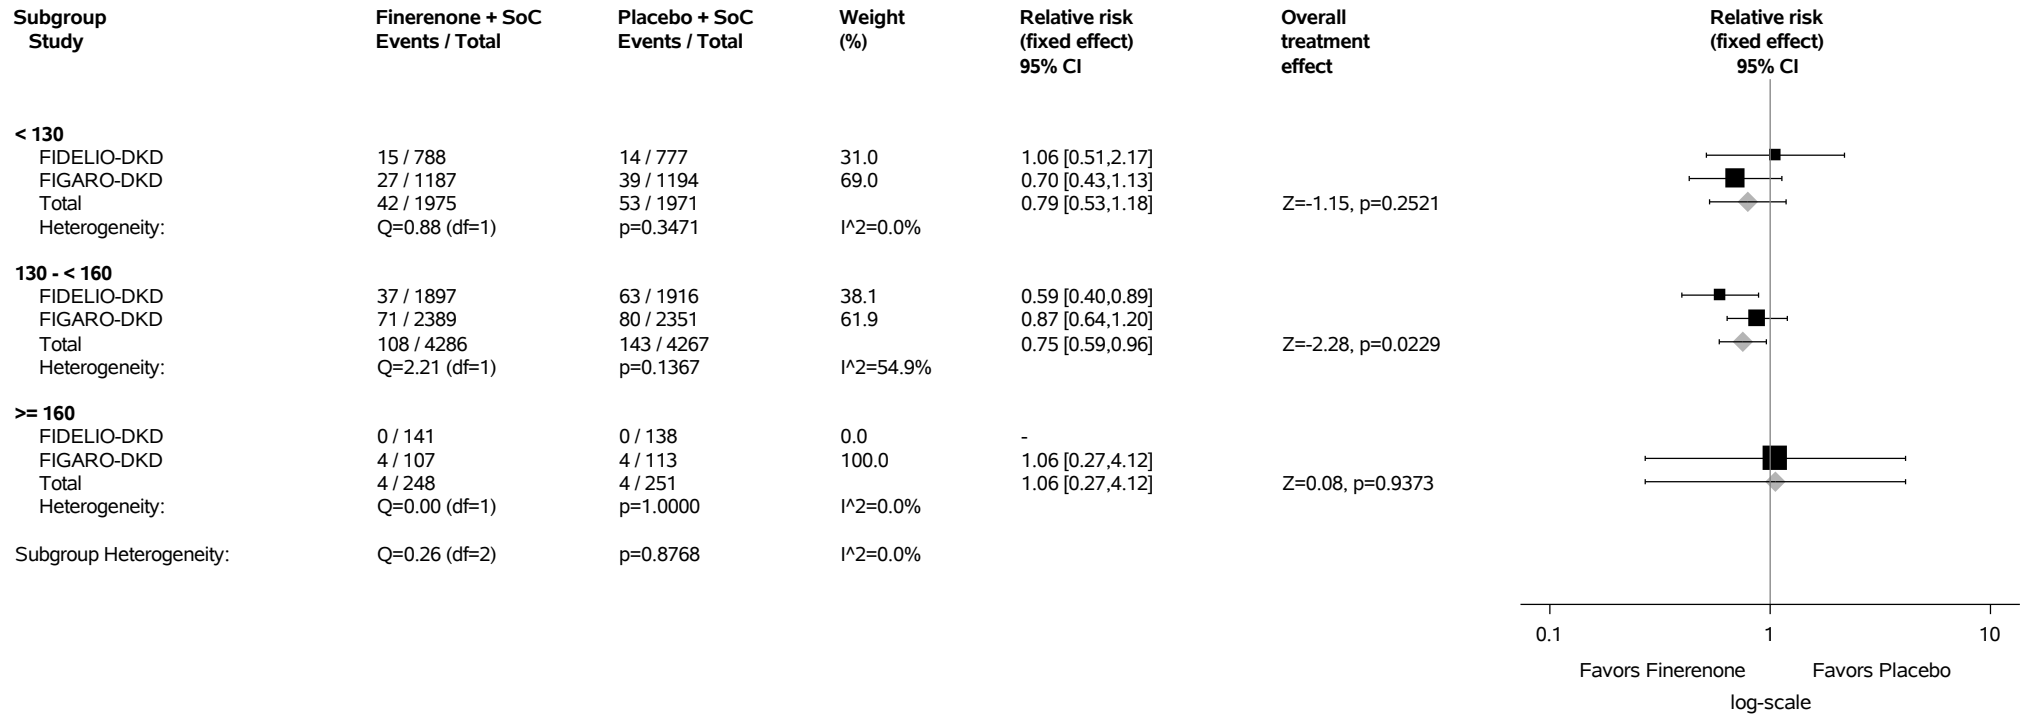 Subgroup Finerenone + SoC Placebo + SoC Weight Relative risk Overall Relative risk
Study Events / Total Events / Total (%) (fixed effect) treatment (fixed effect)
95% CI effect 95% CI
< 130
FIDELIO-DKD 15 / 788 14 / 777 31.0 1.06 [0.51,2.17]
FIGARO-DKD 27 / 1187 39 / 1194 69.0 0.70 [0.43,1.13]
Total 42 / 1975 53 / 1971 0.79 [0.53,1.18] Z=-1.15, p=0.2521
Heterogeneity: Q=0.88 (df=1) p=0.3471 I^2=0.0%
130 - < 160
FIDELIO-DKD 37 / 1897 63 / 1916 38.1 0.59 [0.40,0.89]
FIGARO-DKD 71 / 2389 80 / 2351 61.9 0.87 [0.64,1.20]
Total 108 / 4286 143 / 4267 0.75 [0.59,0.96] Z=-2.28, p=0.0229
Heterogeneity: Q=2.21 (df=1) p=0.1367 I^2=54.9%
>= 160
FIDELIO-DKD 0 / 141 0 / 138 0.0 -
FIGARO-DKD 4 / 107 4 / 113 100.0 1.06 [0.27,4.12]
Total 4 / 248 4 / 251 1.06 [0.27,4.12] Z=0.08, p=0.9373
Heterogeneity: Q=0.00 (df=1) p=1.0000 I^2=0.0%
Subgroup Heterogeneity: Q=0.26 (df=2) p=0.8768 I^2=0.0%
0.1 1 10
Favors Finerenone Favors Placebo
log-scale